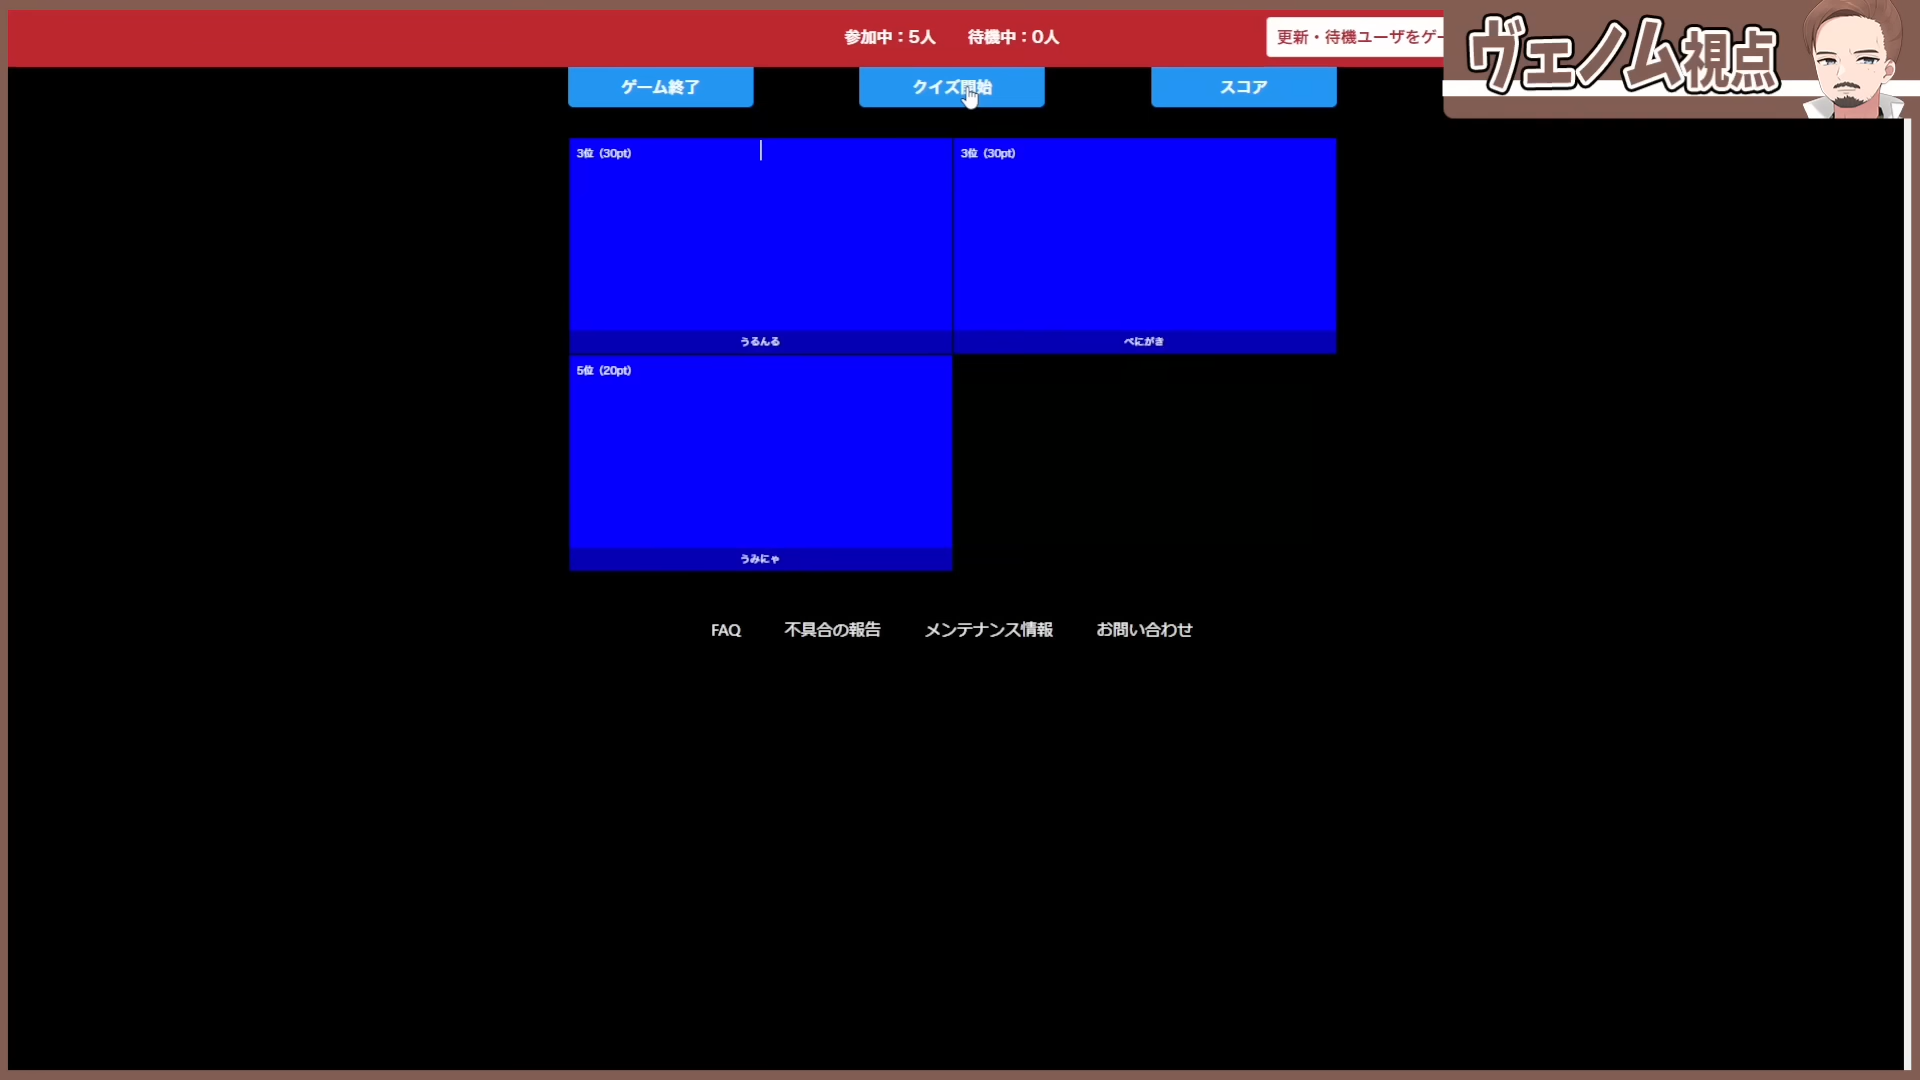 参加中：5人 待機中：0人
更新・待機ユーザをゲー
ヴェノム視点
ゲーム終了 クイズ開始 スコア
3位 (30pt) 3位 (30pt)
うるんる べにがき
5位 (20pt)
うみにゃ
FAQ 不具合の報告 メンテナンス情報 お問い合わせ